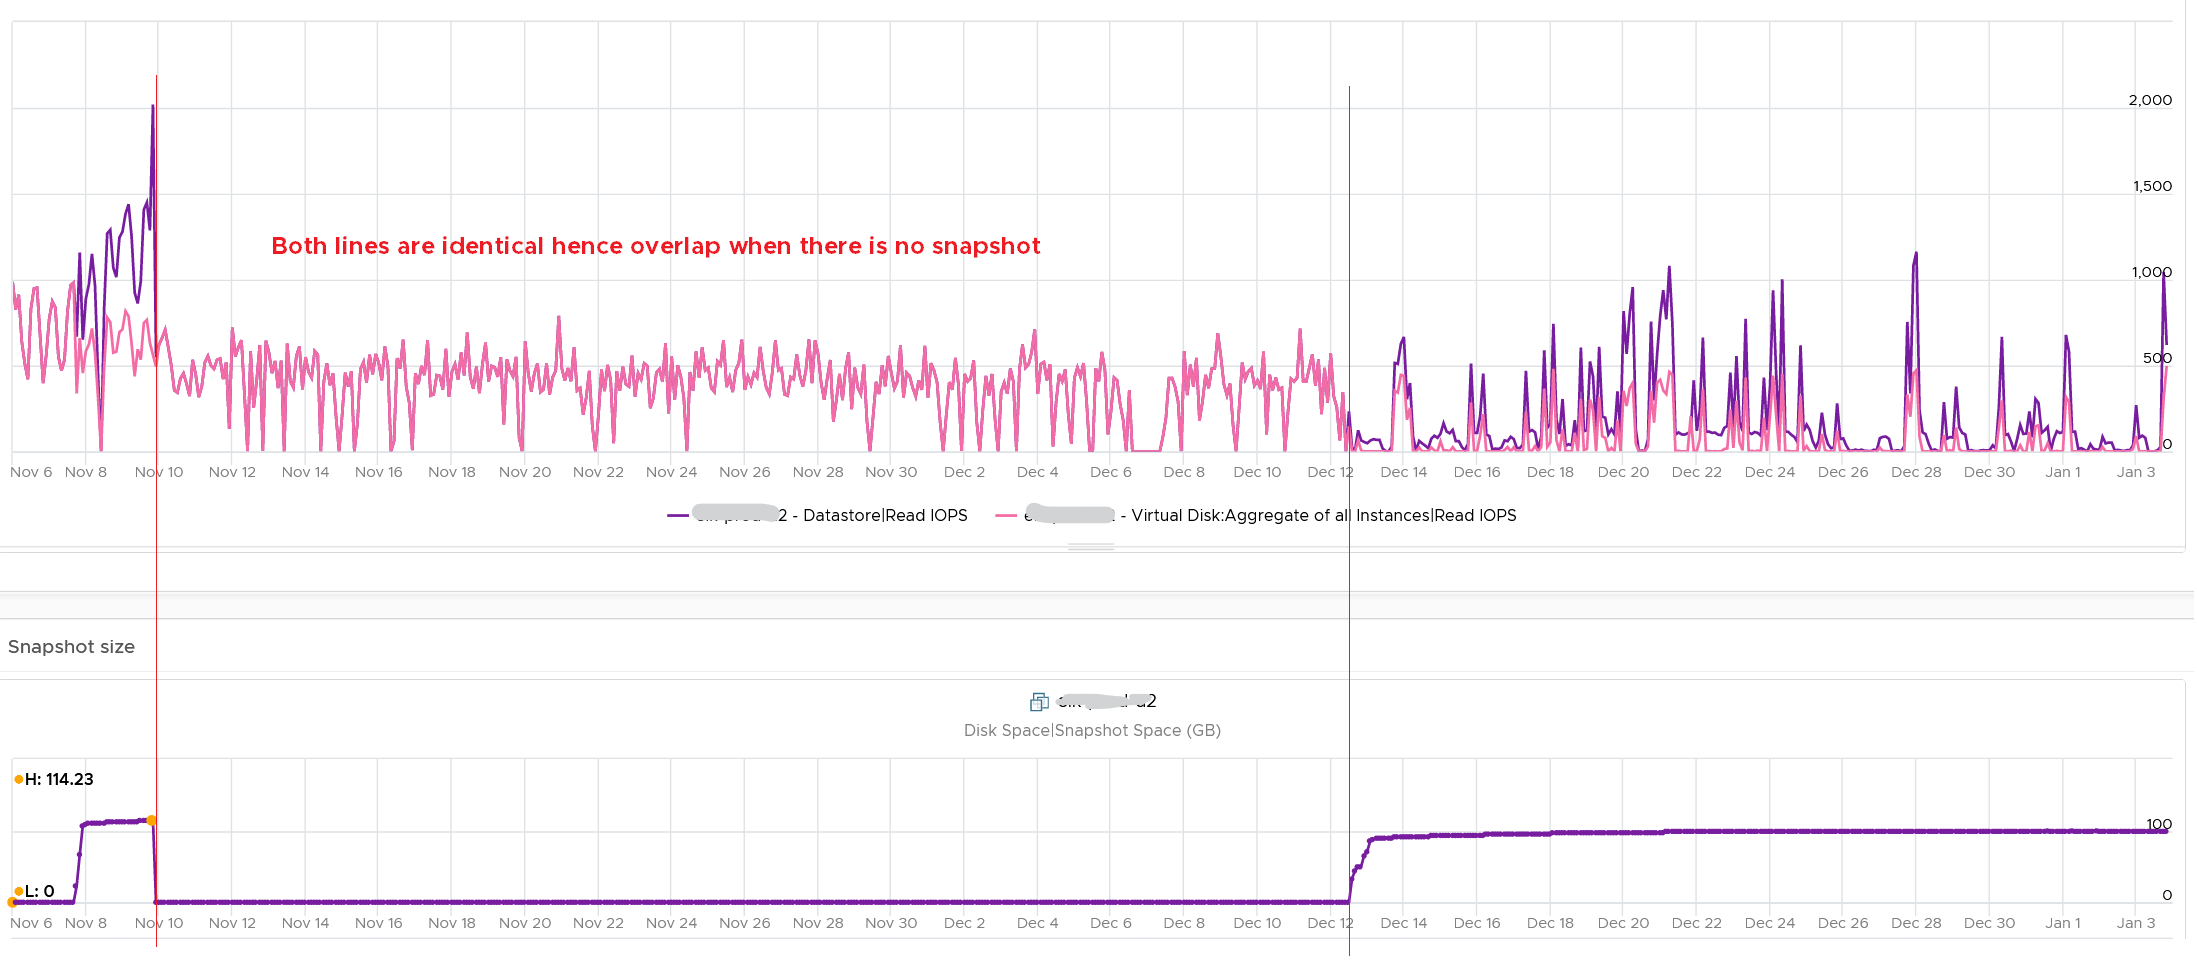 2,000
1,500
Both lines are identical hence overlap when there is no snapshot
1,000
500
0
Nov 6 Nov 8 Nov 10 Nov 12 Nov 14 Nov 16 Nov 18 Nov 20 Nov 22 Nov 24 Nov 26 Nov 28 Nov 30 Dec 2 Dec 4 Dec 6 Dec 8 Dec 10 Dec 12 Dec 14 Dec 16 Dec 18 Dec 20 Dec 22 Dec 24 Dec 26 Dec 28 Dec 30 Jan 1 Jan 3
2 - Datastore|Read IOPS - Virtual Disk:Aggregate of all Instances|Read IOPS
Snapshot size
2
Disk Space|Snapshot Space (GB)
H: 114.23
100
L: 0
0
Nov 6 Nov 8 Nov 10 Nov 12 Nov 14 Nov 16 Nov 18 Nov 20 Nov 22 Nov 24 Nov 26 Nov 28 Nov 30 Dec 2 Dec 4 Dec 6 Dec 8 Dec 10 Dec 12 Dec 14 Dec 16 Dec 18 Dec 20 Dec 22 Dec 24 Dec 26 Dec 28 Dec 30 Jan 1 Jan 3